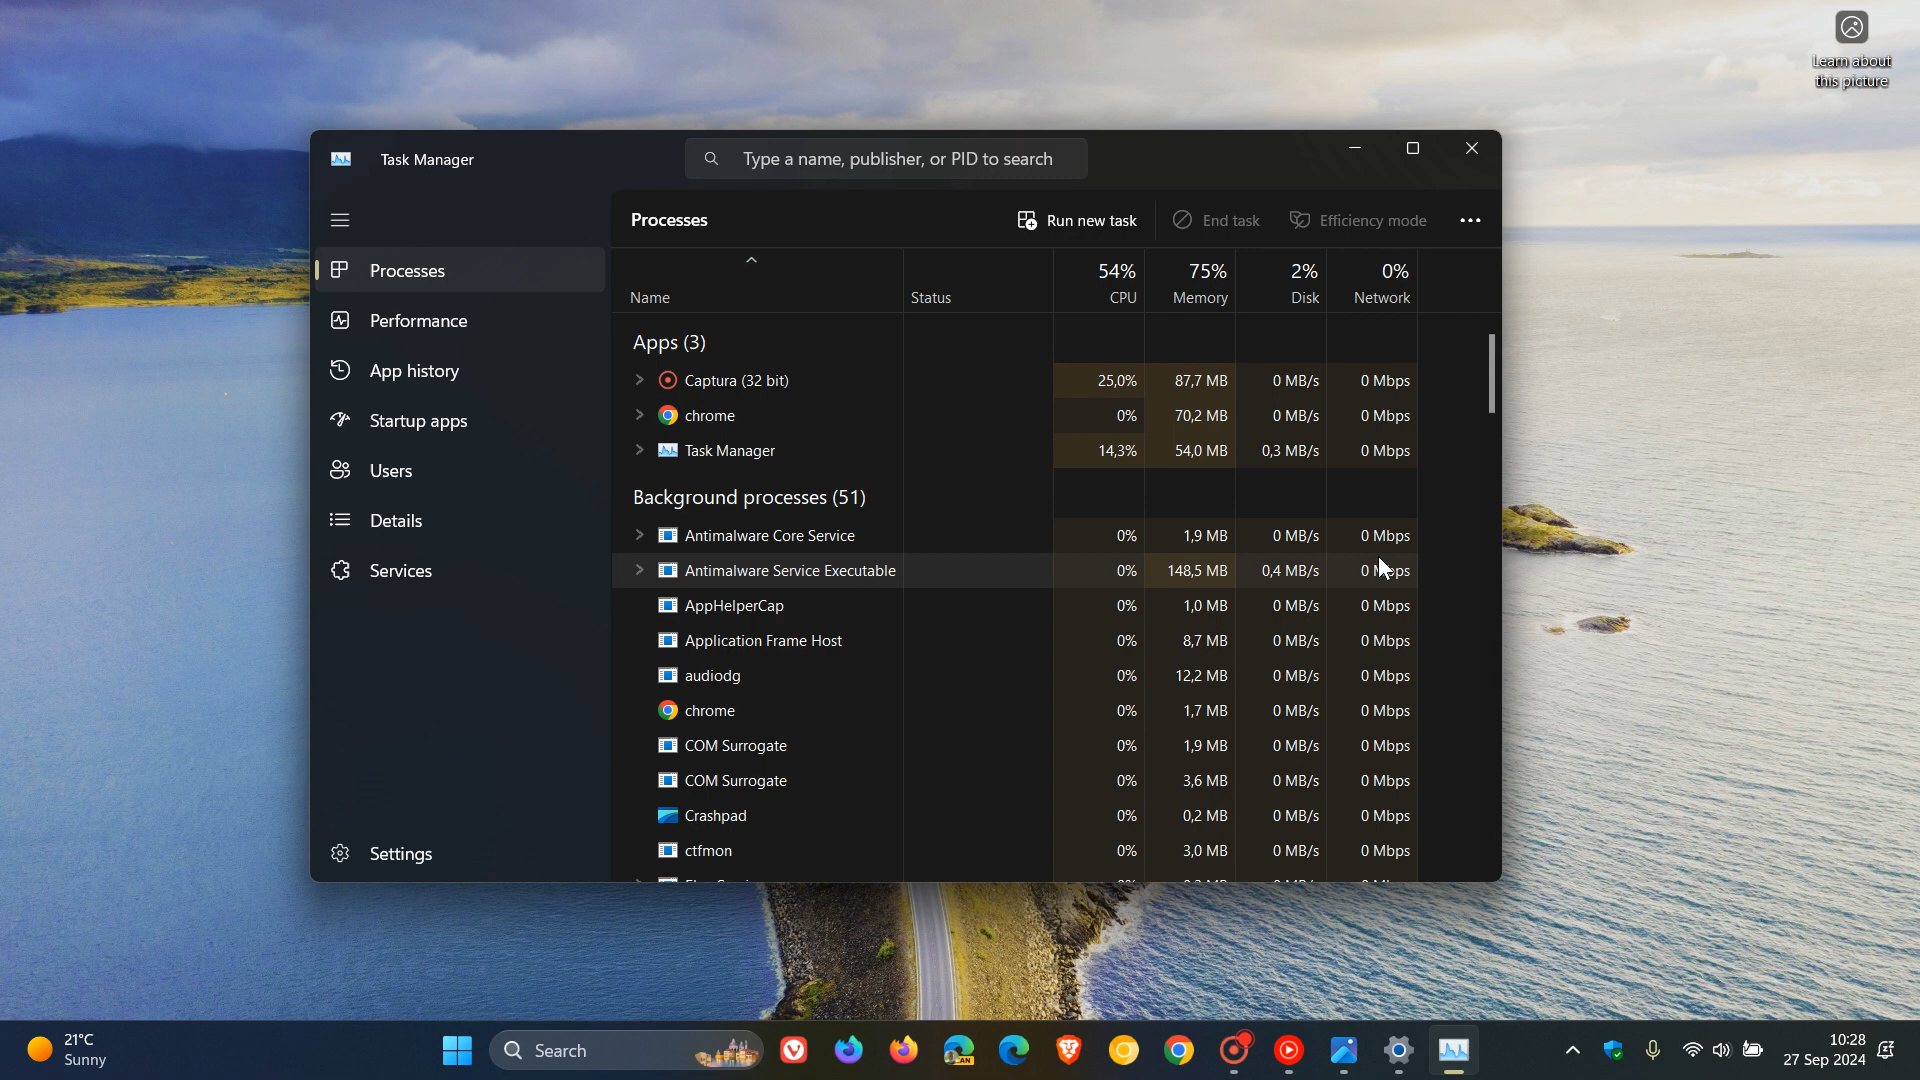 Learn about
this picture
Task Manager
Type a name, publisher, or PID to search
Processes
Run new task
End task
Efficiency mode
Processes
Performance
App history
Startup apps
Users
Details
Services
Settings
54% 75% 2% 0%
Name Status CPU Memory Disk Network
Apps (3)
Captura (32 bit) 25,0% 87,7 MB 0 MB/s 0 Mbps
chrome 0% 70,2 MB 0 MB/s 0 Mbps
Task Manager 14,3% 54,0 MB 0,3 MB/s 0 Mbps
Background processes (51)
Antimalware Core Service 0% 1,9 MB 0 MB/s 0 Mbps
Antimalware Service Executable 0% 148,5 MB 0,4 MB/s 0
AppHelperCap 0% 1,0 MB 0 MB/s 0 Mbps
Application Frame Host 0% 8,7 MB 0 MB/s 0 Mbps
audiodg 0% 12,2 MB 0 MB/s 0 Mbps
chrome 0% 1,7 MB 0 MB/s 0 Mbps
COM Surrogate 0% 1,9 MB 0 MB/s 0 Mbps
COM Surrogate 0% 3,6 MB 0 MB/s 0 Mbps
Crashpad 0% 0,2 MB 0 MB/s 0 Mbps
ctfmon 0% 3,0 MB 0 MB/s 0 Mbps
21°C
Sunny
Search
CAN
10:28
27 Sep 2024